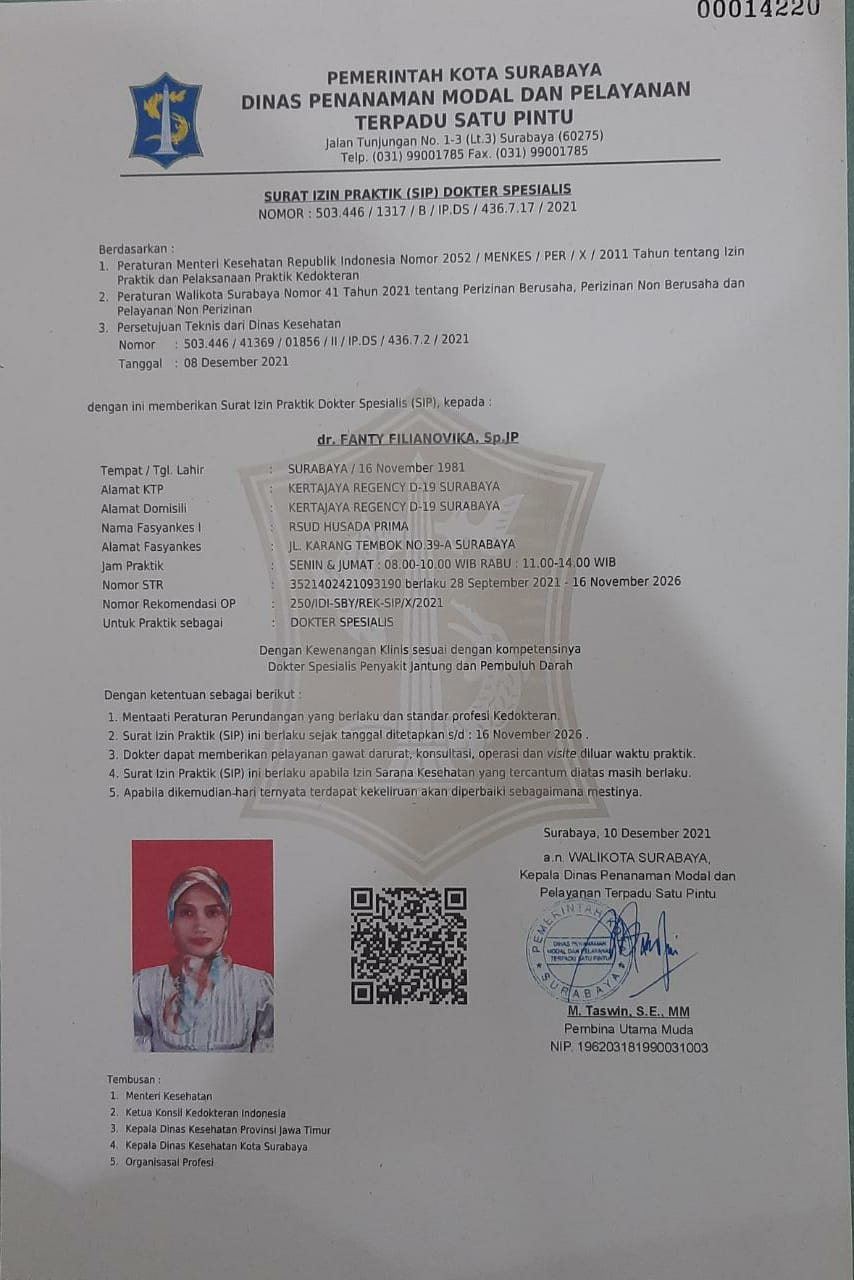 00014220
PEMERINTAH KOTA SURABAYA
DINAS PENANAMAN MODAL DAN PELAYANAN
TERPADU SATU PINTU
Jalan Tunjungan No. 1-3 (Lt.3) Surabaya (60275)
Telp. (031) 99001785 Fax. (031) 99001785
SURAT IZIN PRAKTIK (SIP) DOKTER SPESIALIS
NOMOR : 503.446 / 1317 / B / IP.DS / 436.7.17 / 2021
Berdasarkan :
1. Peraturan Menteri Kesehatan Republik Indonesia Nomor 2052 / MENKES / PER / X / 2011 Tahun tentang Izin
Praktik dan Pelaksanaan Praktik Kedokteran
2. Peraturan Walikota Surabaya Nomor 41 Tahun 2021 tentang Perizinan Berusaha, Perizinan Non Berusaha dan
Pelayanan Non Perizinan
3. Persetujuan Teknis dari Dinas Kesehatan
Nomor : 503.446 / 41369 / 01856 / II / IP.DS / 436.7.2 / 2021
Tanggal : 08 Desember 2021
dengan ini memberikan Surat Izin Praktik Dokter Spesialis (SIP), kepada :
dr. FANTY FILIANOVIKA, Sp.JP
Tempat / Tgl. Lahir : SURABAYA / 16 November 1981
Alamat KTP : KERTAJAYA REGENCY D-19 SURABAYA
Alamat Domisili : KERTAJAYA REGENCY D-19 SURABAYA
Nama Fasyankes I : RSUD HUSADA PRIMA
Alamat Fasyankes : JL. KARANG TEMBOK NO.39-A SURABAYA
Jam Praktik : SENIN & JUMAT : 08.00-10.00 WIB RABU : 11.00-14.00 WIB
Nomor STR : 3521402421093190 berlaku 28 September 2021 - 16 November 2026
Nomor Rekomendasi OP : 250/IDI-SBY/REK-SIP/X/2021
Untuk Praktik sebagai : DOKTER SPESIALIS
Dengan Kewenangan Klinis sesuai dengan kompetensinya
Dokter Spesialis Penyakit Jantung dan Pembuluh Darah
Dengan ketentuan sebagai berikut :
1. Mentaati Peraturan Perundangan yang berlaku dan standar profesi Kedokteran.
2. Surat Izin Praktik (SIP) ini berlaku sejak tanggal ditetapkan s/d : 16 November 2026 .
3. Dokter dapat memberikan pelayanan gawat darurat, konsultasi, operasi dan visite diluar waktu praktik.
4. Surat Izin Praktik (SIP) ini berlaku apabila Izin Sarana Kesehatan yang tercantum diatas masih berlaku.
5. Apabila dikemudian hari ternyata terdapat kekeliruan akan diperbaiki sebagaimana mestinya.
Surabaya, 10 Desember 2021
a.n. WALIKOTA SURABAYA,
Kepala Dinas Penanaman Modal dan
Pelayanan Terpadu Satu Pintu
PEMERINTAH KOTA
DINAS PENANAMAN
MODAL DAN PELAYANAN
TERPADU SATU PINTU
SURABAYA
M. Taswin, S.E., MM
Pembina Utama Muda
NIP. 196203181990031003
Tembusan :
1. Menteri Kesehatan
2. Ketua Konsil Kedokteran Indonesia
3. Kepala Dinas Kesehatan Provinsi Jawa Timur
4. Kepala Dinas Kesehatan Kota Surabaya
5. Organisasai Profesi